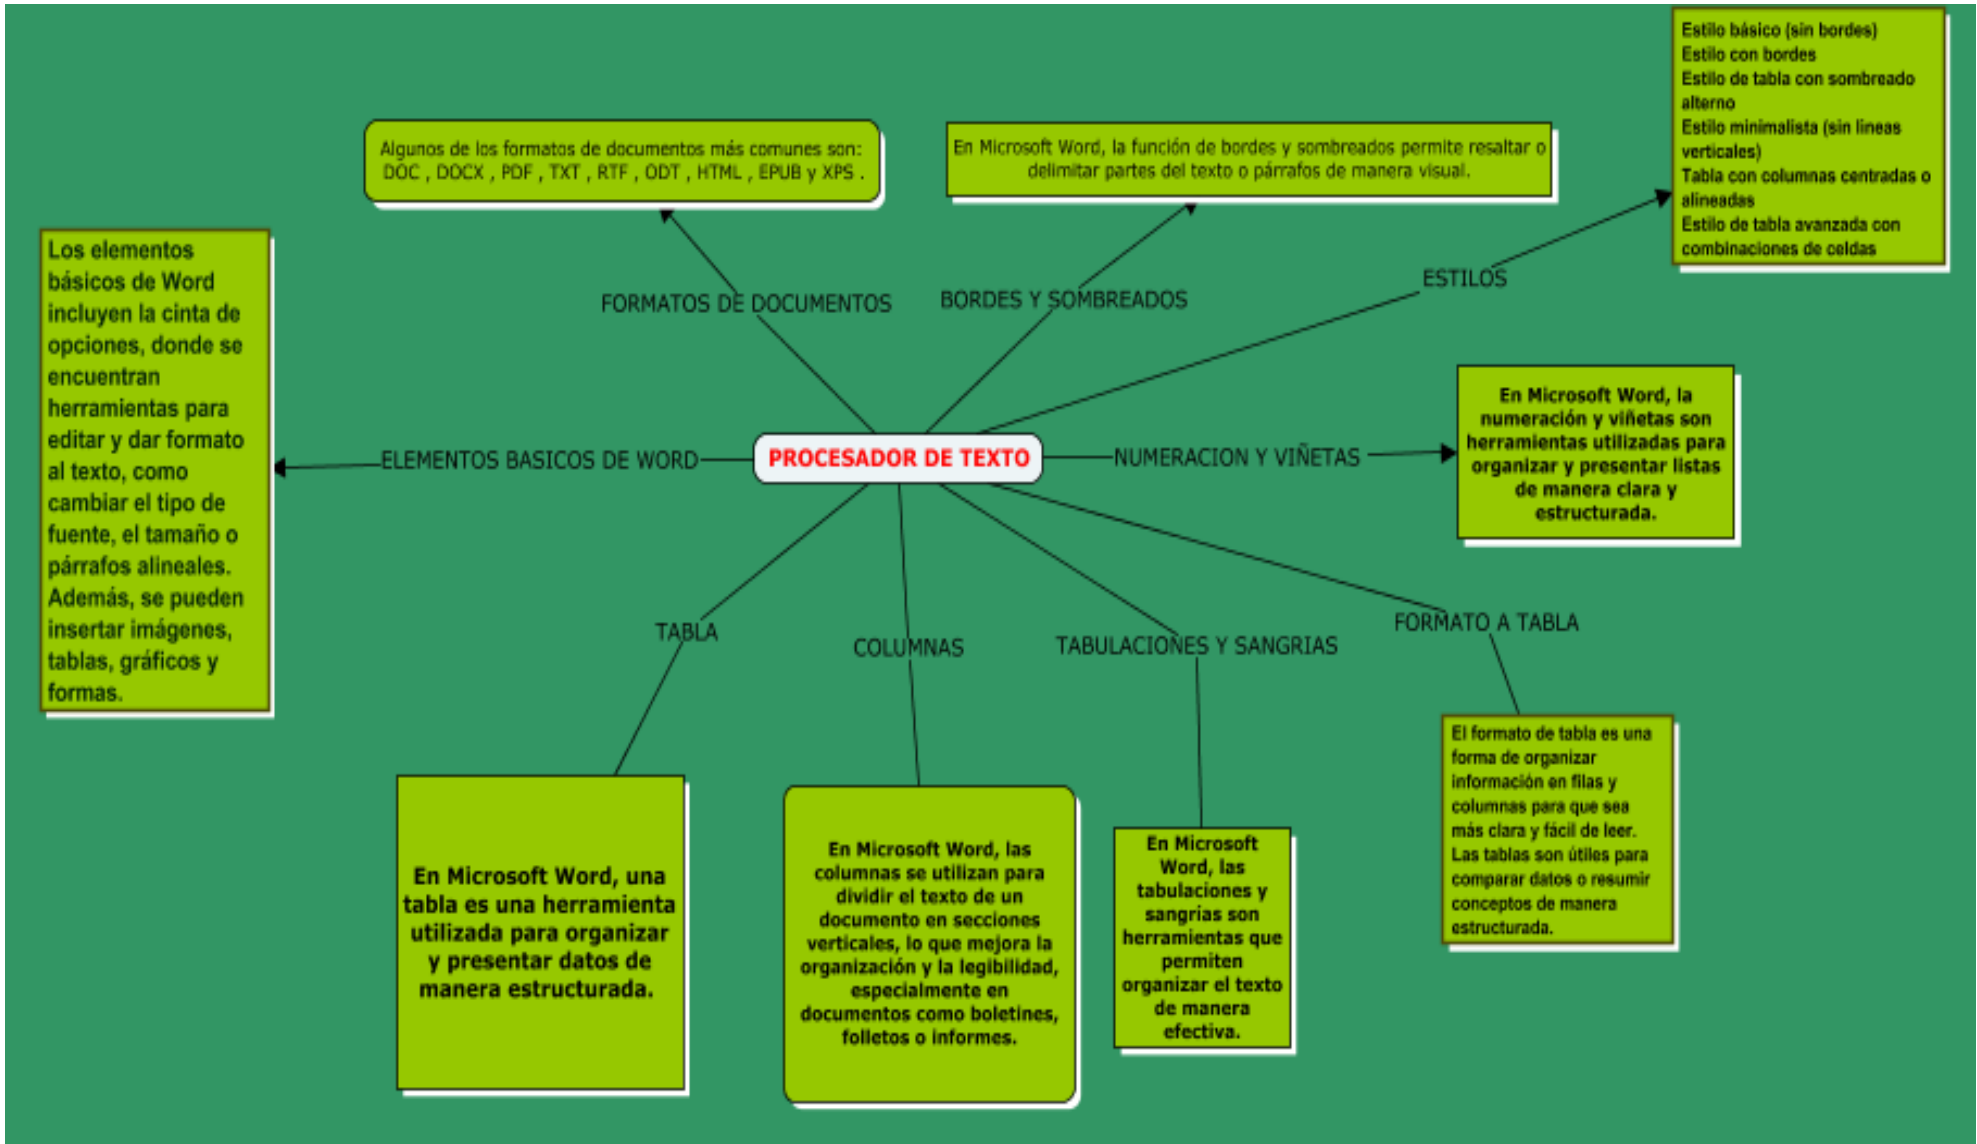 Estilo básico (sin bordes)
Estilo con bordes
Estilo de tabla con sombreado
alterno
Estilo minimalista (sin lineas
verticales)
Tabla con columnas centradas o
alineadas
Estilo de tabla avanzada con
combinaciones de celdas
Algunos de los formatos de documentos más comunes son:
DOC , DOCX , PDF , TXT , RTF , ODT , HTML , EPUB y XPS .
En Microsoft Word, la función de bordes y sombreados permite resaltar o
delimitar partes del texto o párrafos de manera visual.
Los elementos
básicos de Word
incluyen la cinta de
opciones, donde se
encuentran
herramientas para
editar y dar formato
al texto, como
cambiar el tipo de
fuente, el tamaño o
párrafos alineales.
Además, se pueden
insertar imágenes,
tablas, gráficos y
formas.
FORMATOS DE DOCUMENTOS
BORDES Y SOMBREADOS
ESTILOS
En Microsoft Word, la
numeración y viñetas son
herramientas utilizadas para
organizar y presentar listas
de manera clara y
estructurada.
ELEMENTOS BASICOS DE WORD
PROCESADOR DE TEXTO
NUMERACION Y VIÑETAS
TABLA
COLUMNAS
TABULACIONES Y SANGRIAS
FORMATO A TABLA
En Microsoft Word, una
tabla es una herramienta
utilizada para organizar
y presentar datos de
manera estructurada.
En Microsoft Word, las
columnas se utilizan para
dividir el texto de un
documento en secciones
verticales, lo que mejora la
organización y la legibilidad,
especialmente en
documentos como boletines,
folletos o informes.
En Microsoft
Word, las
tabulaciones y
sangrías son
herramientas que
permiten
organizar el texto
de manera
efectiva.
El formato de tabla es una
forma de organizar
información en filas y
columnas para que sea
más clara y fácil de leer.
Las tablas son útiles para
comparar datos o resumir
conceptos de manera
estructurada.